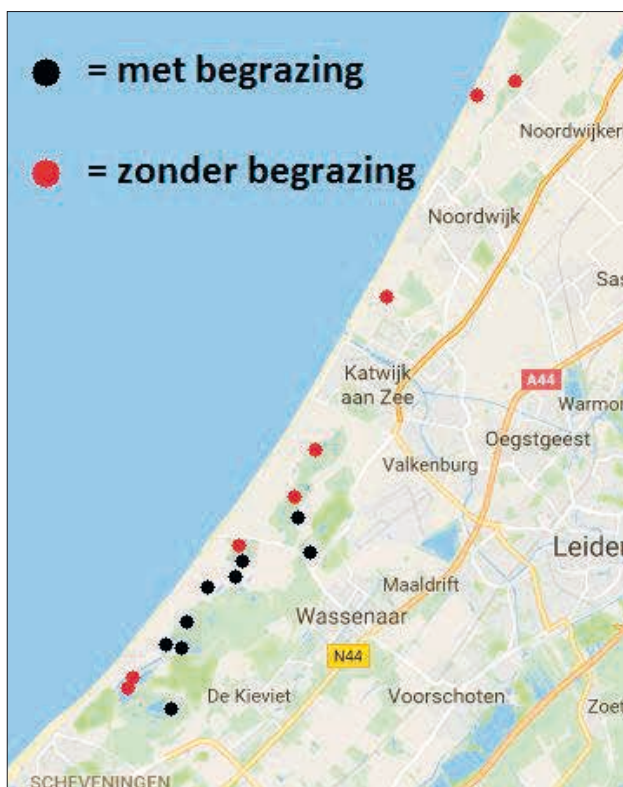 = met begrazing
= zonder begrazing
Noordwijker
Noordwijk
Sas
Katwijk
aan Zee
A44
Warmon
Oegstgeest
Valkenburg
Leiden
Maaldrift
Wassenaar
N44
De Kieviet
Voorschoten
Zoet
SCHEVENINGEN